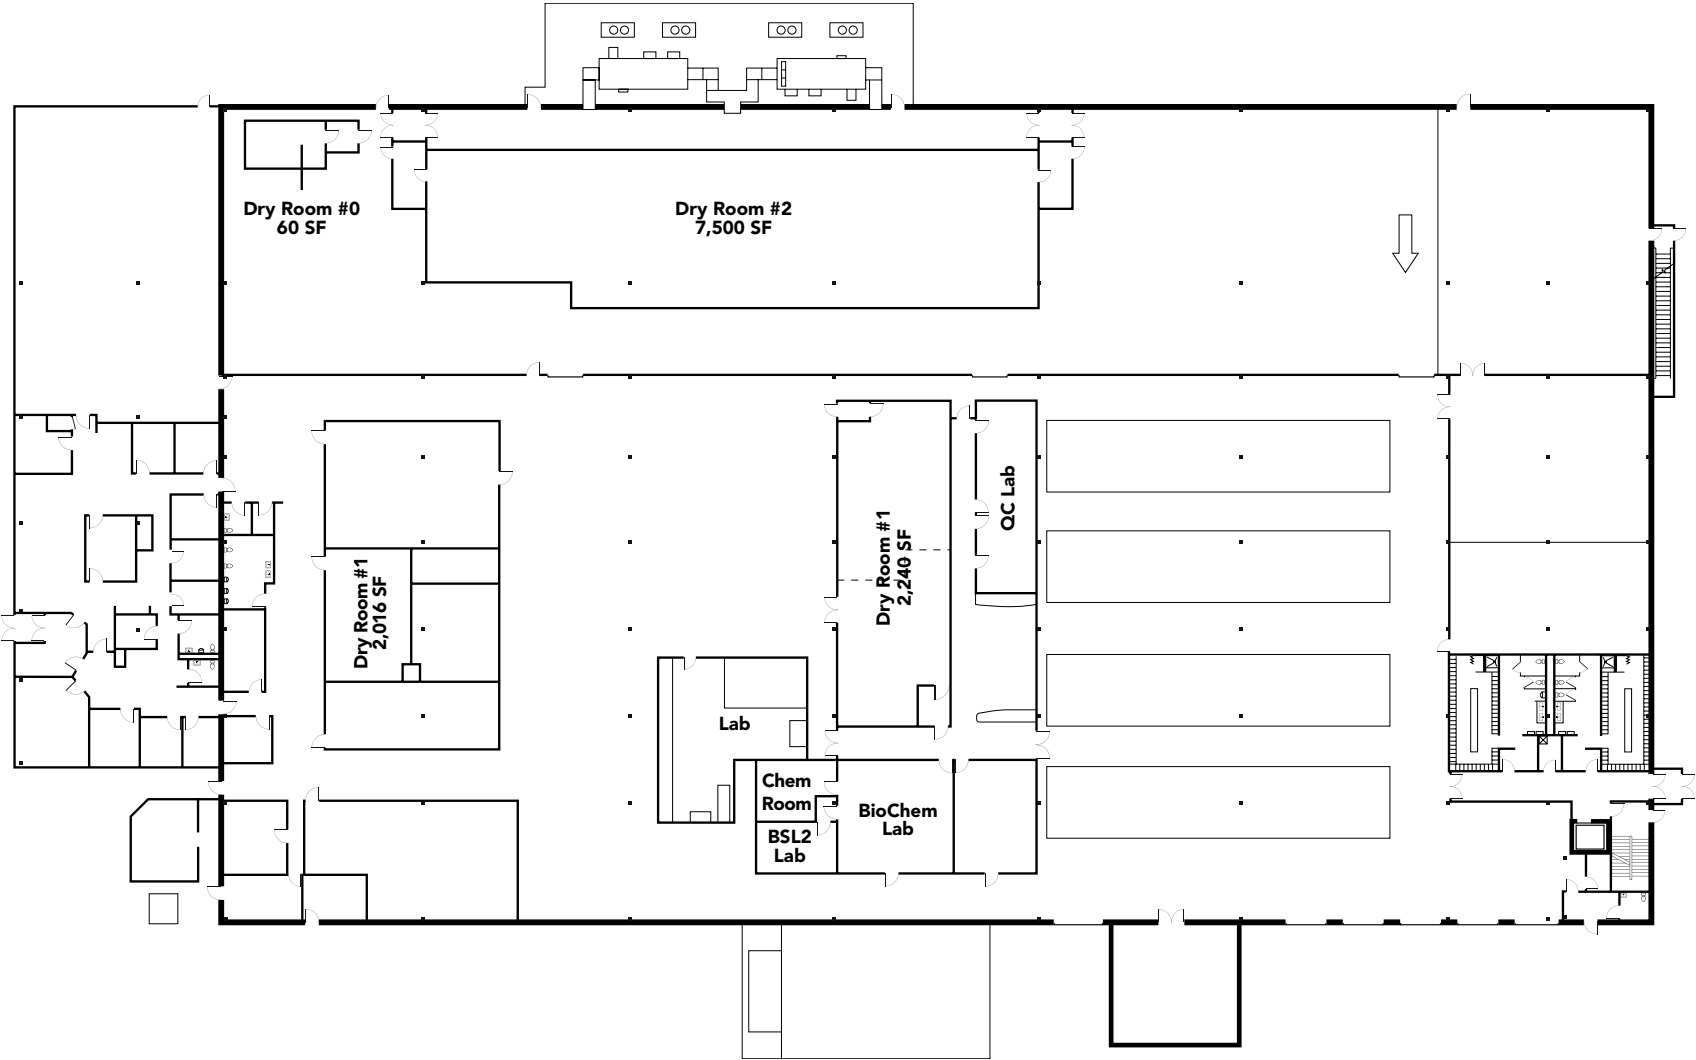 Dry Room #0
60 SF
Dry Room #2
7,500 SF
Dry Room #1
2,016 SF
Dry Room #1
2,240 SF
QC Lab
Lab
Chem
Room
BSL2
Lab
BioChem
Lab